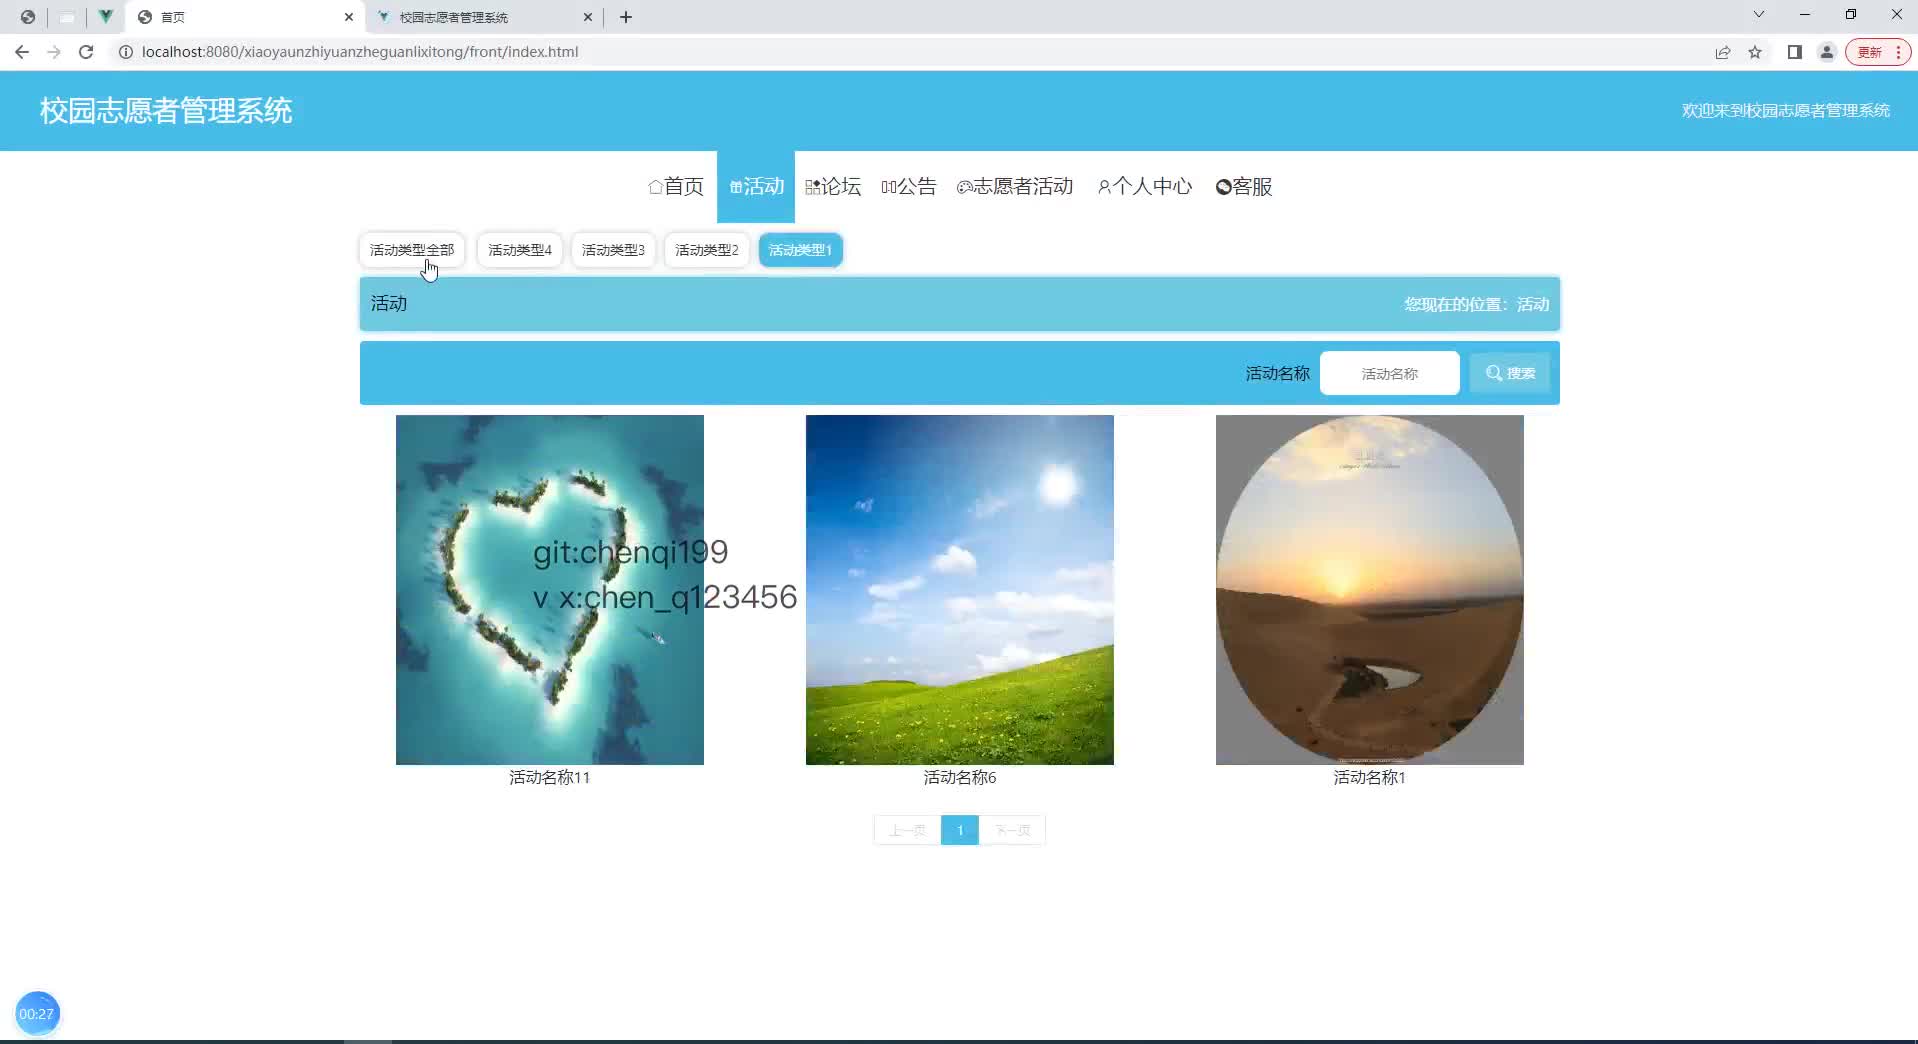 首页
校园志愿者管理系统
localhost:8080/xiaoyaunzhiyuanzheguanlixitong/front/index.html
更新
校园志愿者管理系统
欢迎来到校园志愿者管理系统
首页
活动
论坛
公告
志愿者活动
个人中心
客服
活动类型全部
活动类型4
活动类型3
活动类型2
活动类型1
活动
您现在的位置：活动
活动名称
活动名称
搜索
git:chenqi199
v x:chen_q123456
活动名称11
活动名称6
活动名称1
上一页
1
下一页
00:27